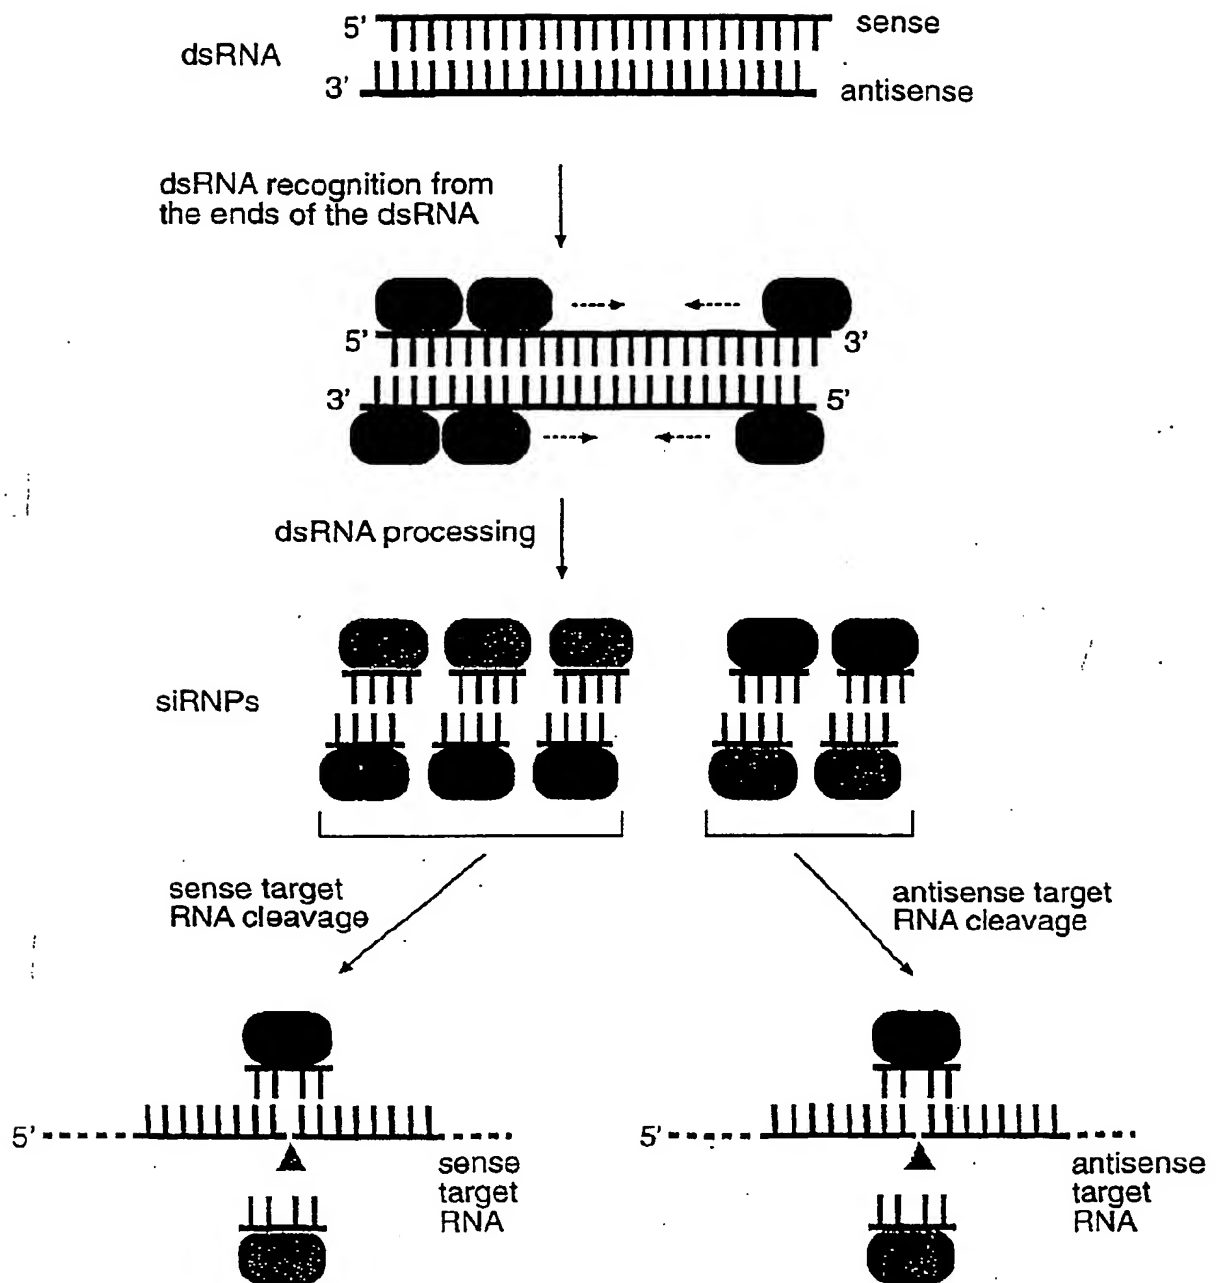 5' sense
dsRNA
3' antisense
dsRNA recognition from
the ends of the dsRNA
5' 3'
3' 5'
dsRNA processing
siRNPs
sense target
RNA cleavage
antisense target
RNA cleavage
5'
sense
target
RNA
5'
antisense
target
RNA